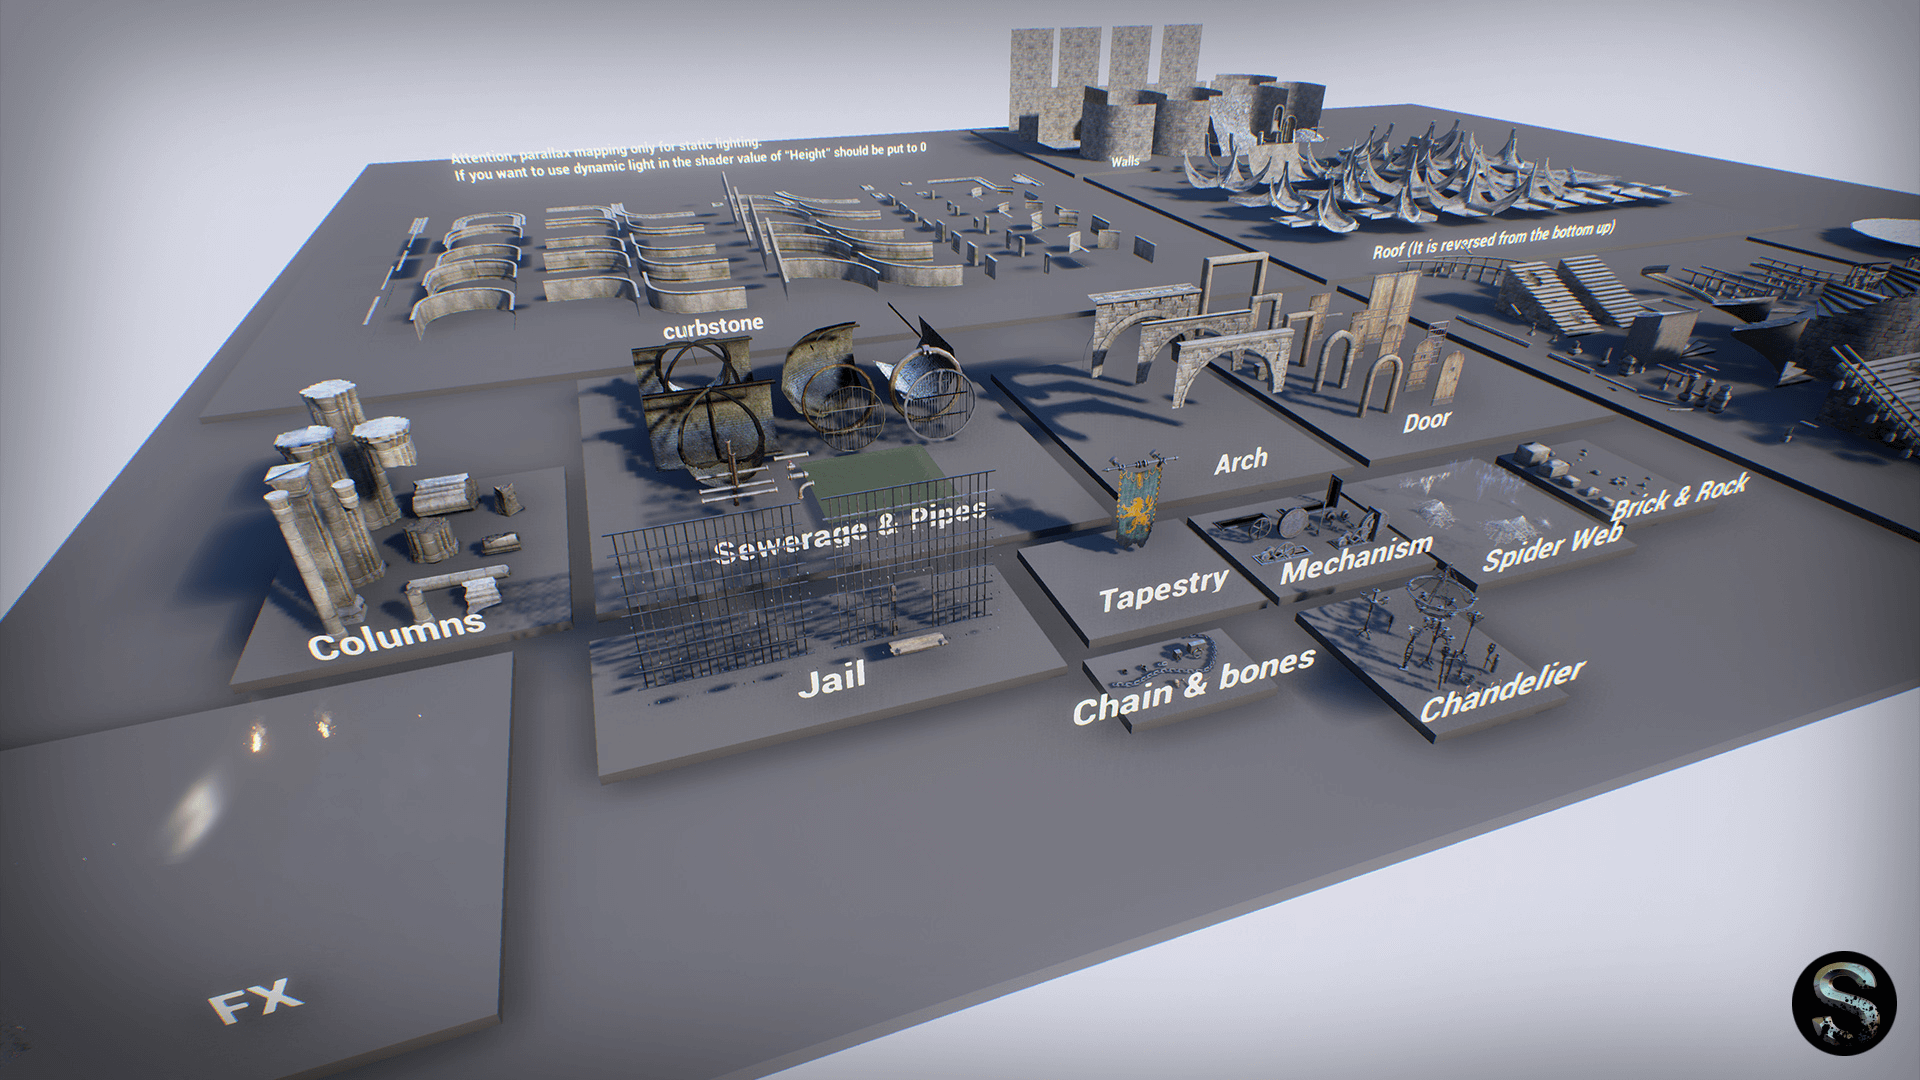 Attention, parallax mapping only for static lighting.
If you want to use dynamic light in the shader value of "Height" should be put to 0
Walls
Roof (It is reversed from the bottom up)
curbstone
Door
Arch
Brick & Rock
Sewerage & Pipes
Spider Web
Mechanism
Tapestry
Columns
Jail
Chain & bones
Chandelier
FX
S